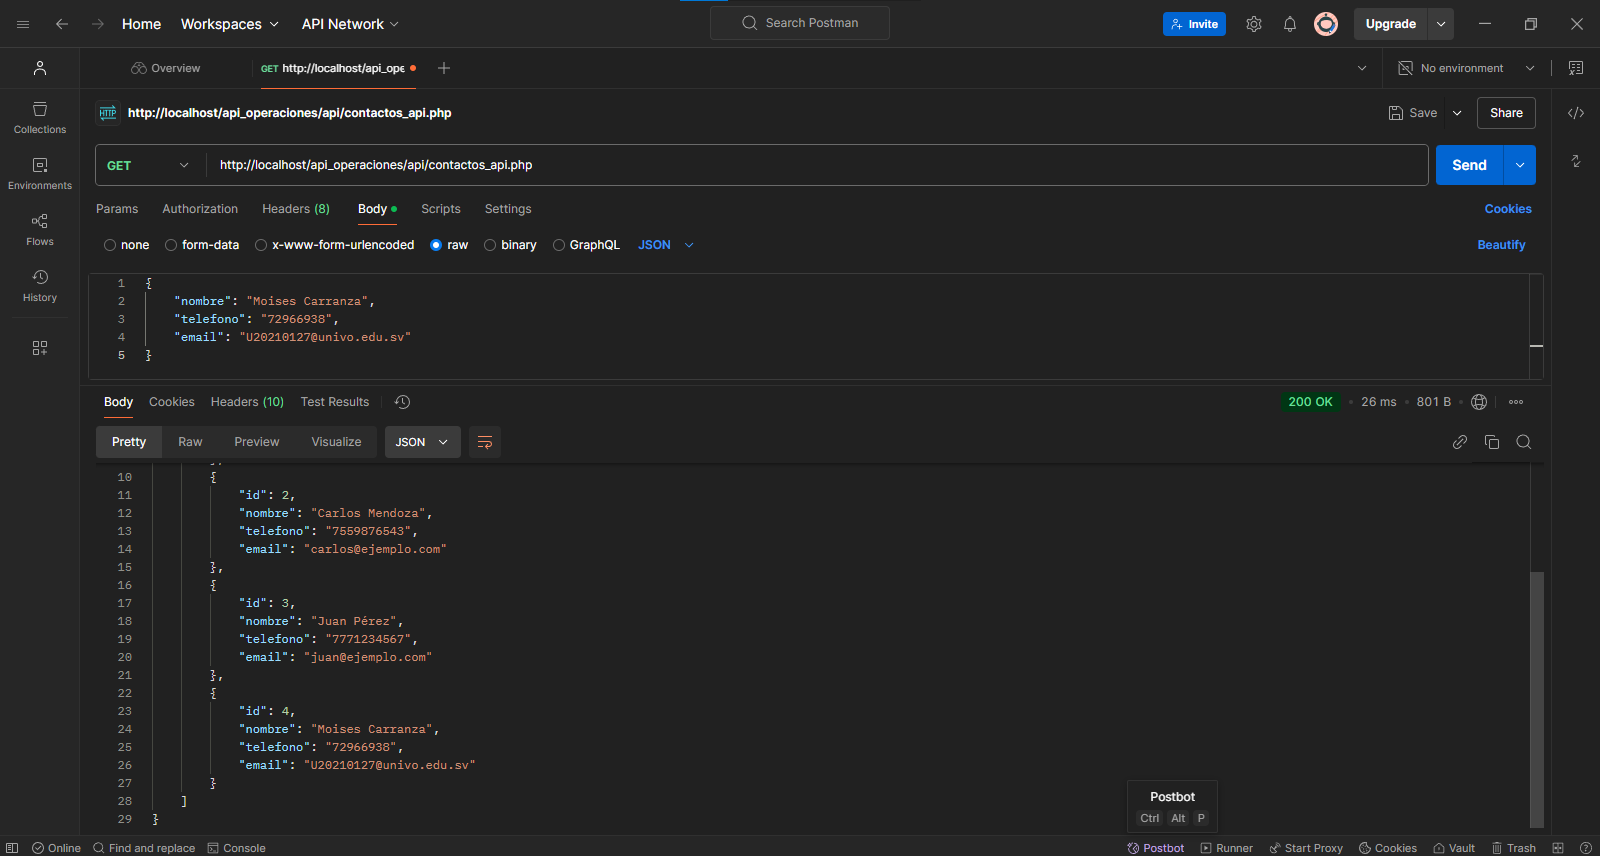 Home Workspaces API Network Search Postman Invite Upgrade
Overview GET http://localhost/api_ope No environment
HTTP http://localhost/api_operaciones/api/contactos_api.php Save Share
GET http://localhost/api_operaciones/api/contactos_api.php Send
Params Authorization Headers (8) Body Scripts Settings Cookies
none form-data x-www-form-urlencoded raw binary GraphQL JSON Beautify
Collections
Environments
Flows
History
1 {
2 "nombre": "Moises Carranza",
3 "telefono": "72966938",
4 "email": "U20210127@univo.edu.sv"
5 }
Body Cookies Headers (10) Test Results 200 OK 26 ms 801 B
Pretty Raw Preview Visualize JSON
10 {
11 "id": 2,
12 "nombre": "Carlos Mendoza",
13 "telefono": "7559876543",
14 "email": "carlos@ejemplo.com"
15 },
16 {
17 "id": 3,
18 "nombre": "Juan Pérez",
19 "telefono": "7771234567",
20 "email": "juan@ejemplo.com"
21 },
22 {
23 "id": 4,
24 "nombre": "Moises Carranza",
25 "telefono": "72966938",
26 "email": "U20210127@univo.edu.sv"
27 }
28 ]
29 }
Postbot
Ctrl Alt P
Online Find and replace Console Postbot Runner Start Proxy Cookies Vault Trash